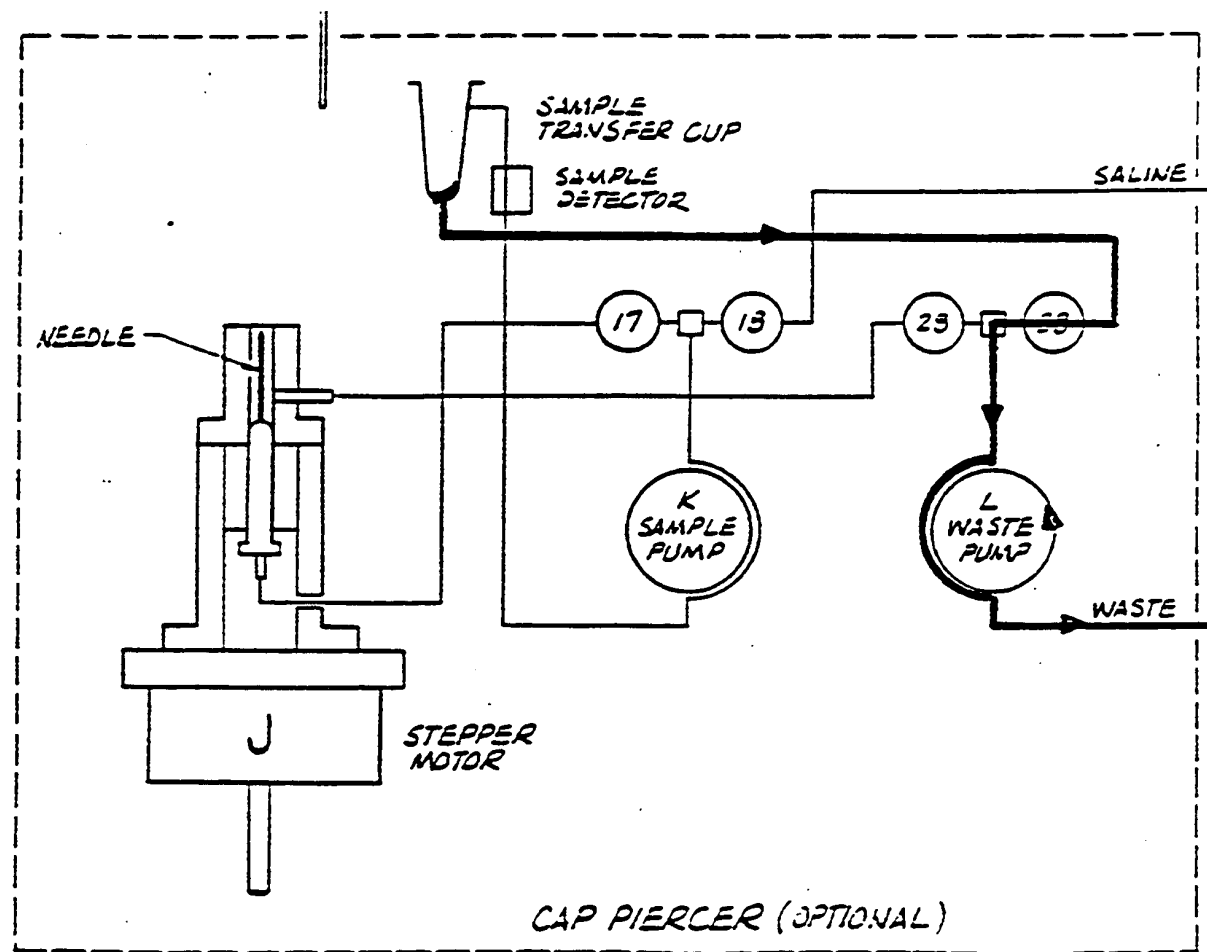 SAMPLE
TRANSFER CUP
SAMPLE
DETECTOR
SALINE
NEEDLE
17
18
23
K
SAMPLE
PUMP
L
WASTE
PUMP
WASTE
J
STEPPER
MOTOR
CAP PIERCER (OPTIONAL)